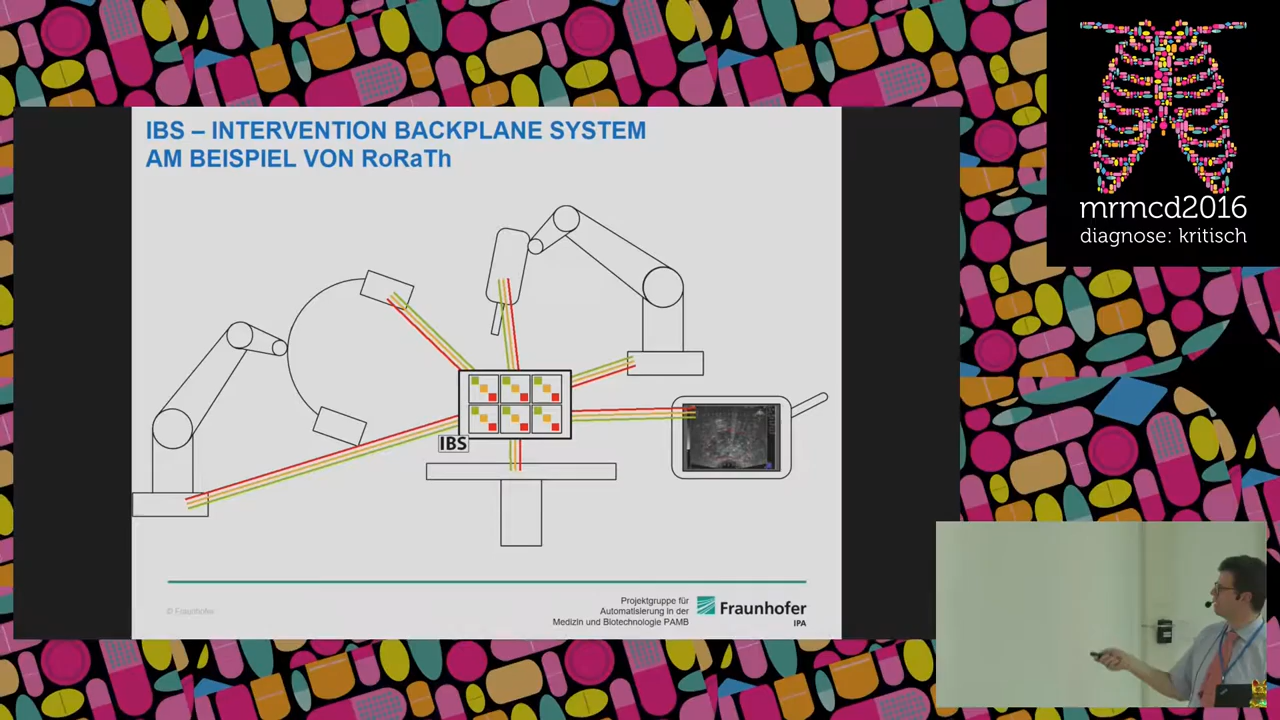 IBS – INTERVENTION BACKPLANE SYSTEM
AM BEISPIEL VON RoRaTh
IBS
© Fraunhofer
Projektgruppe für
Automatisierung in der
Medizin und Biotechnologie PAMB
Fraunhofer
IPA
mrmcd2016
diagnose: kritisch